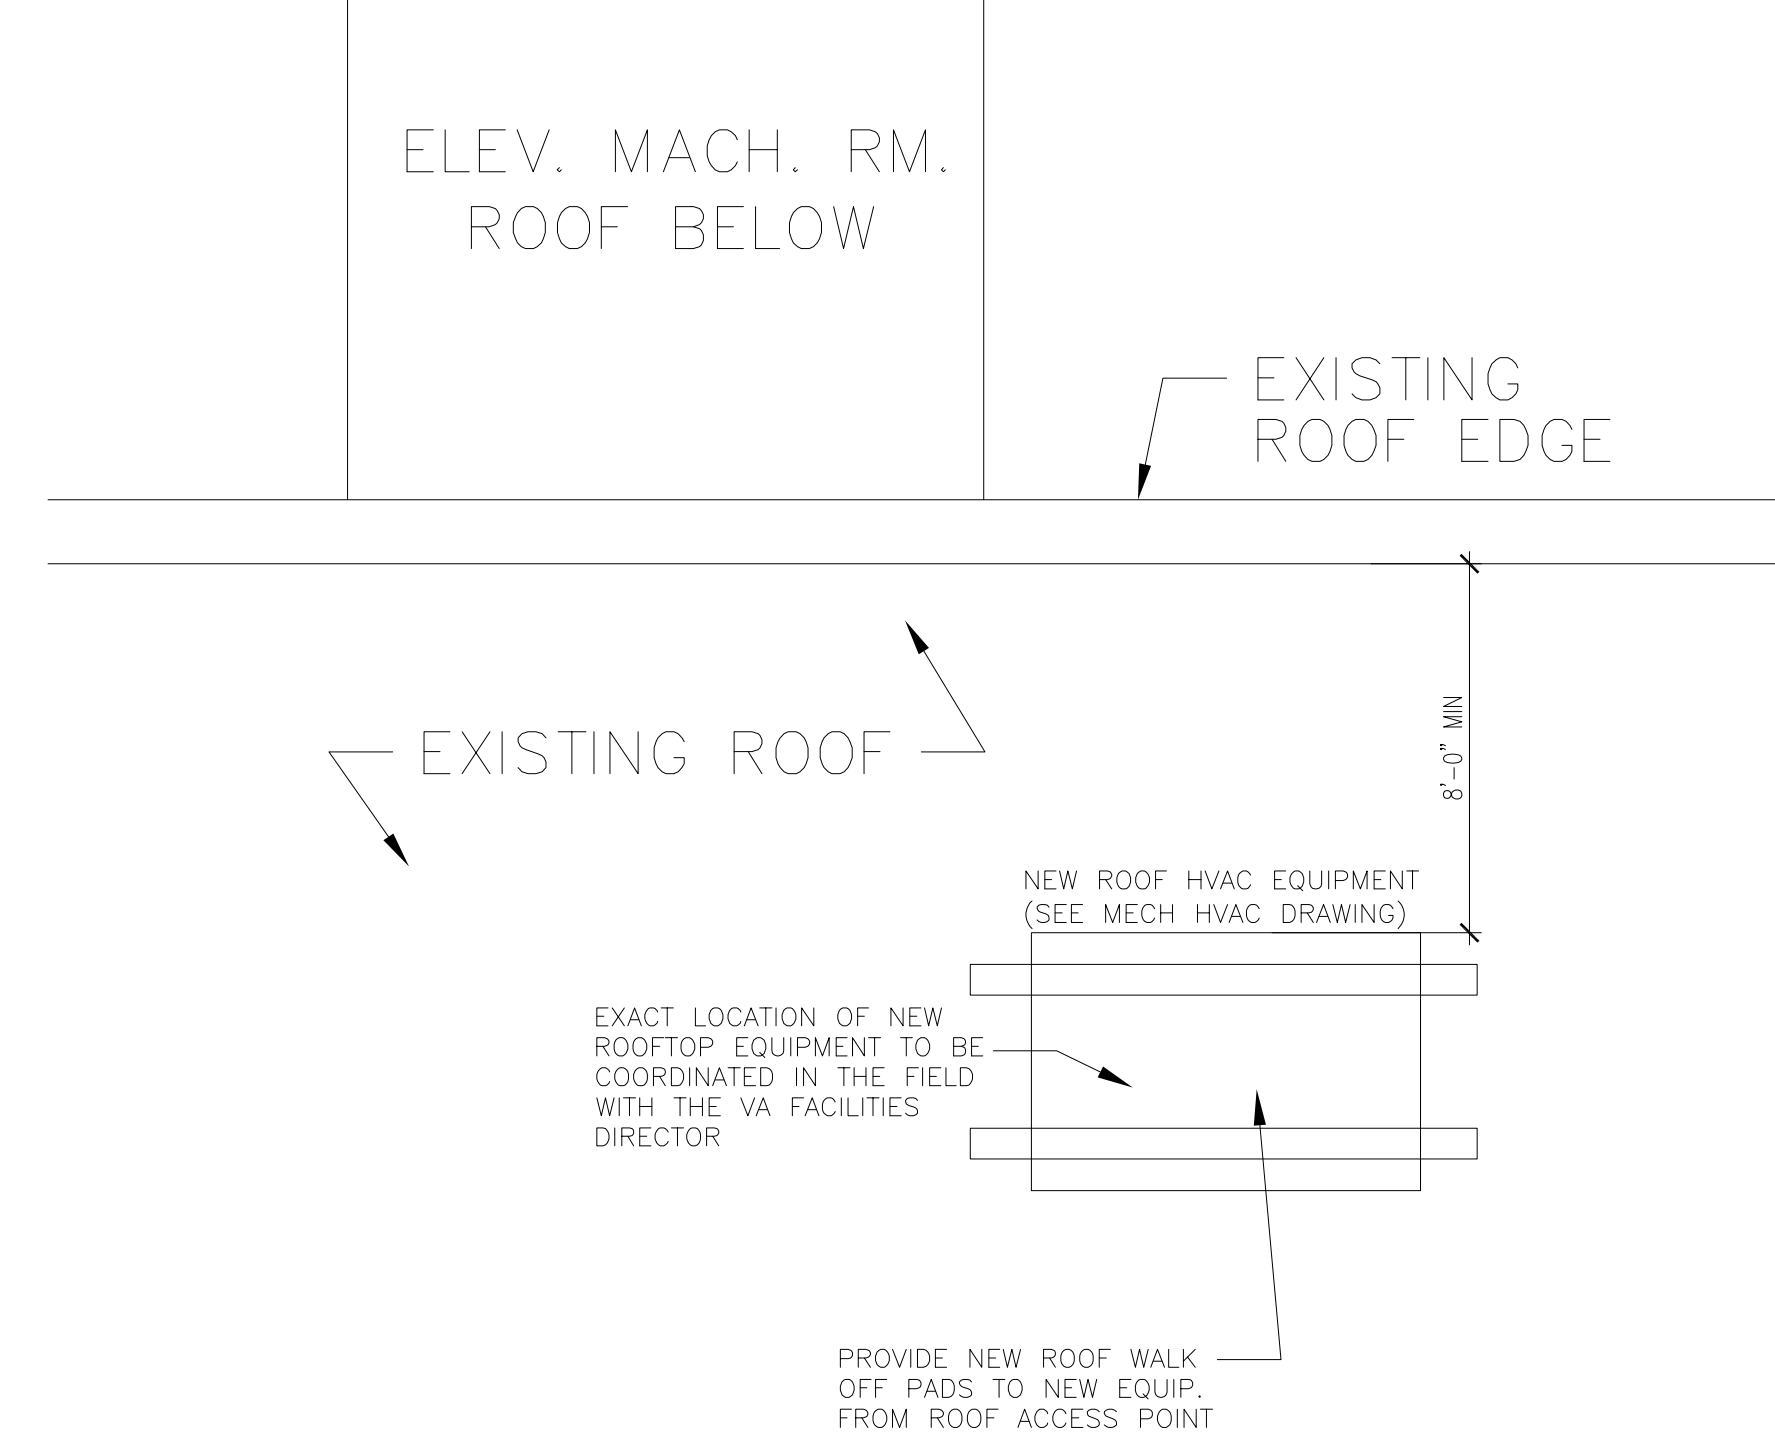 ELEV. MACH. RM.
ROOF BELOW
EXISTING
ROOF EDGE
EXISTING ROOF
8'-0" MIN
NEW ROOF HVAC EQUIPMENT
(SEE MECH HVAC DRAWING)
EXACT LOCATION OF NEW
ROOFTOP EQUIPMENT TO BE
COORDINATED IN THE FIELD
WITH THE VA FACILITIES
DIRECTOR
PROVIDE NEW ROOF WALK
OFF PADS TO NEW EQUIP.
FROM ROOF ACCESS POINT